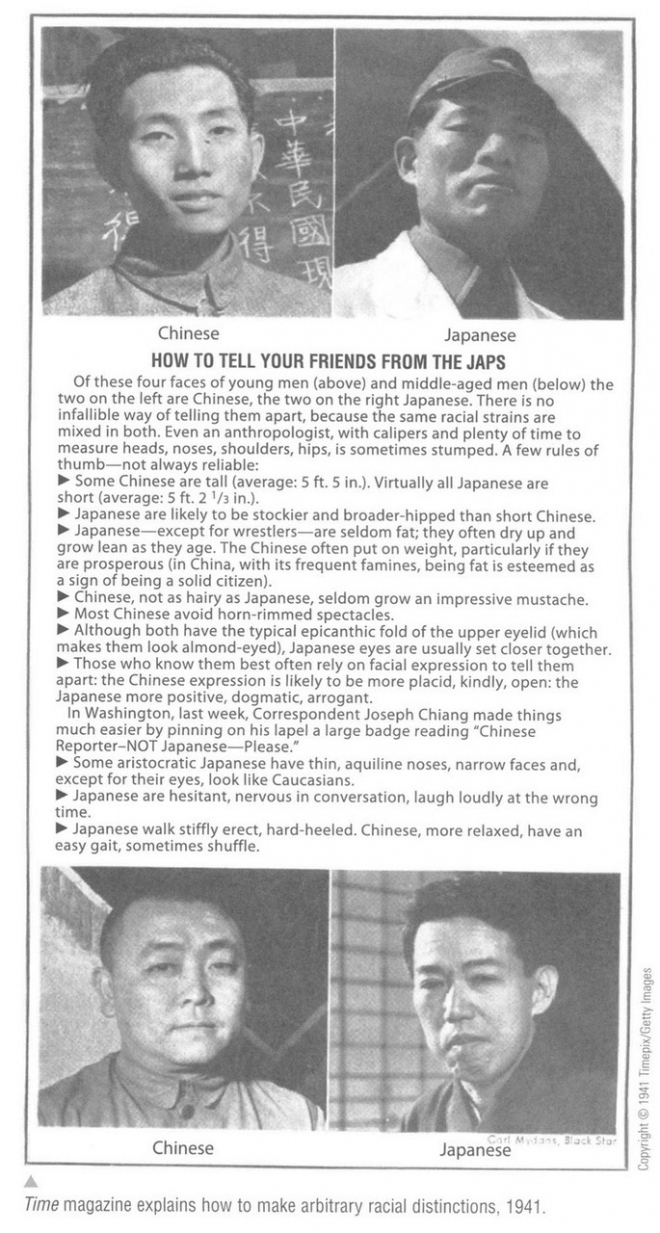 中華民國現
得
得
Chinese
Japanese
HOW TO TELL YOUR FRIENDS FROM THE JAPS
Of these four faces of young men (above) and middle-aged men (below) the
two on the left are Chinese, the two on the right Japanese. There is no
infallible way of telling them apart, because the same racial strains are
mixed in both. Even an anthropologist, with calipers and plenty of time to
measure heads, noses, shoulders, hips, is sometimes stumped. A few rules of
thumb—not always reliable:
► Some Chinese are tall (average: 5 ft. 5 in.). Virtually all Japanese are
short (average: 5 ft. 2 1/3 in.).
► Japanese are likely to be stockier and broader-hipped than short Chinese.
► Japanese—except for wrestlers—are seldom fat; they often dry up and
grow lean as they age. The Chinese often put on weight, particularly if they
are prosperous (in China, with its frequent famines, being fat is esteemed as
a sign of being a solid citizen).
► Chinese, not as hairy as Japanese, seldom grow an impressive mustache.
► Most Chinese avoid horn-rimmed spectacles.
► Although both have the typical epicanthic fold of the upper eyelid (which
makes them look almond-eyed), Japanese eyes are usually set closer together.
► Those who know them best often rely on facial expression to tell them
apart: the Chinese expression is likely to be more placid, kindly, open: the
Japanese more positive, dogmatic, arrogant.
In Washington, last week, Correspondent Joseph Chiang made things
much easier by pinning on his lapel a large badge reading “Chinese
Reporter–NOT Japanese—Please.”
► Some aristocratic Japanese have thin, aquiline noses, narrow faces and,
except for their eyes, look like Caucasians.
► Japanese are hesitant, nervous in conversation, laugh loudly at the wrong
time.
► Japanese walk stiffly erect, hard-heeled. Chinese, more relaxed, have an
easy gait, sometimes shuffle.
Carl Mydans, Black Star
Chinese
Japanese
Copyright © 1941 Timepix/Getty Images
Time magazine explains how to make arbitrary racial distinctions, 1941.